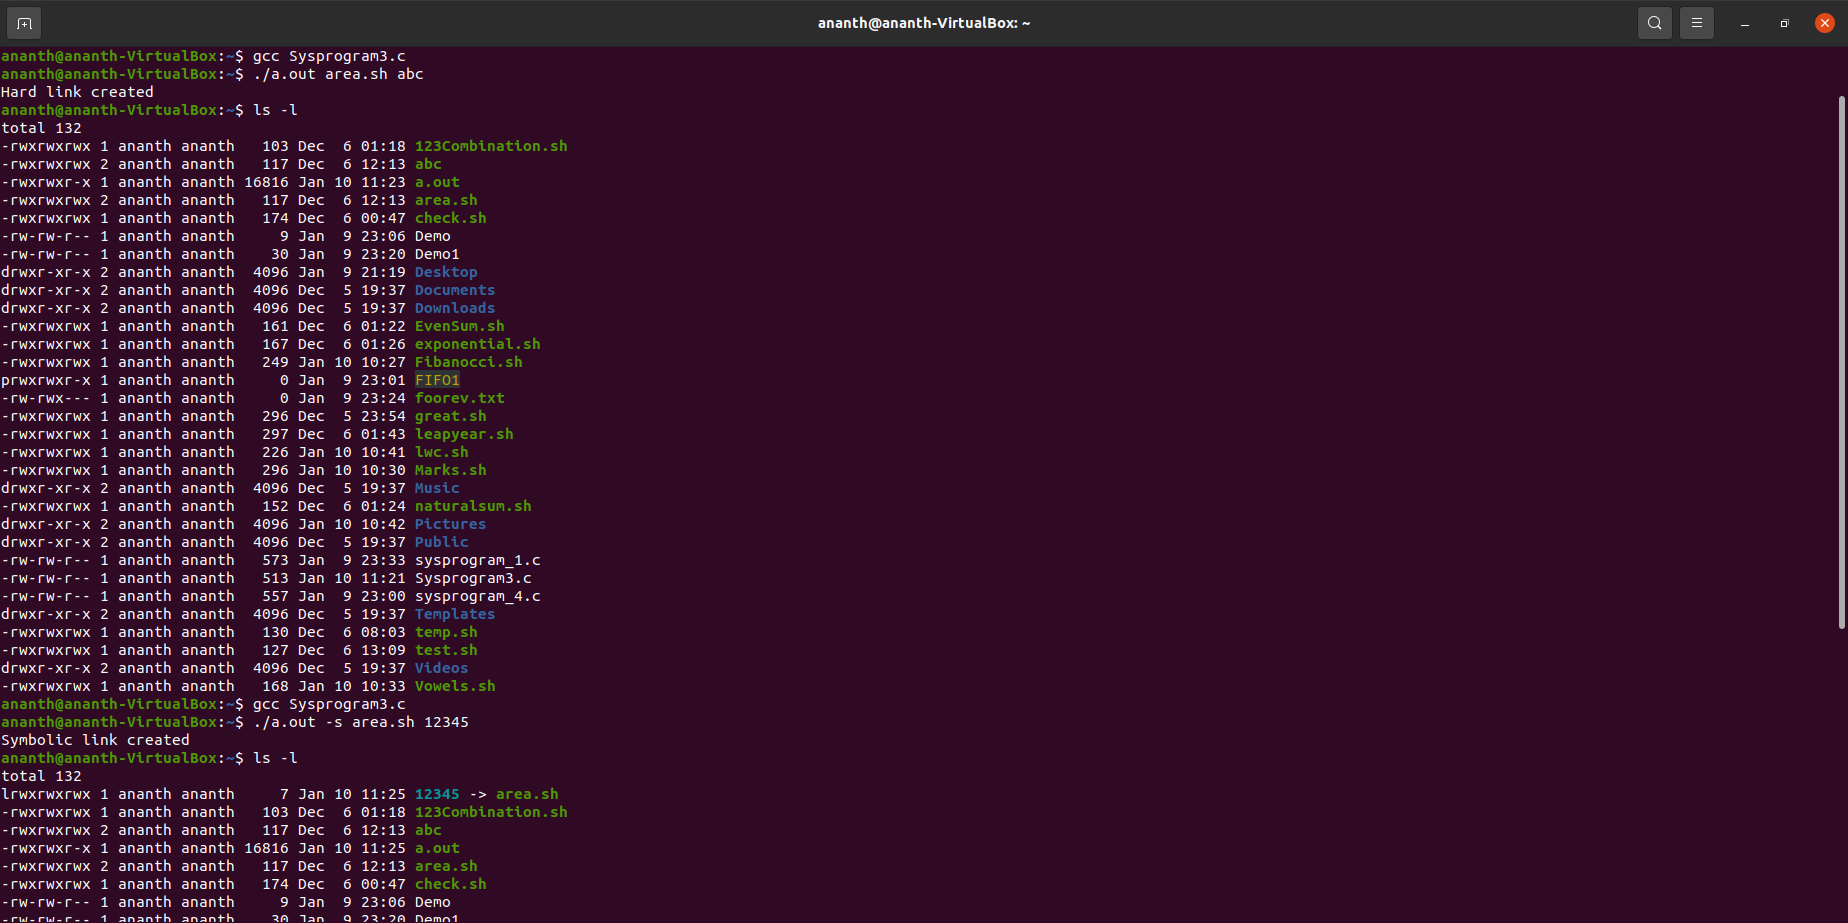 ananth@ananth-VirtualBox: ~
ananth@ananth-VirtualBox:~$ gcc Sysprogram3.c
ananth@ananth-VirtualBox:~$ ./a.out area.sh abc
Hard link created
ananth@ananth-VirtualBox:~$ ls -l
total 132
-rwxrwxrwx 1 ananth ananth   103 Dec  6 01:18 123Combination.sh
-rwxrwxrwx 2 ananth ananth   117 Dec  6 12:13 abc
-rwxrwxr-x 1 ananth ananth 16816 Jan 10 11:23 a.out
-rwxrwxrwx 2 ananth ananth   117 Dec  6 12:13 area.sh
-rwxrwxrwx 1 ananth ananth   174 Dec  6 00:47 check.sh
-rw-rw-r-- 1 ananth ananth     9 Jan  9 23:06 Demo
-rw-rw-r-- 1 ananth ananth    30 Jan  9 23:20 Demo1
drwxr-xr-x 2 ananth ananth  4096 Jan  9 21:19 Desktop
drwxr-xr-x 2 ananth ananth  4096 Dec  5 19:37 Documents
drwxr-xr-x 2 ananth ananth  4096 Dec  5 19:37 Downloads
-rwxrwxrwx 1 ananth ananth   161 Dec  6 01:22 EvenSum.sh
-rwxrwxrwx 1 ananth ananth   167 Dec  6 01:26 exponential.sh
-rwxrwxrwx 1 ananth ananth   249 Jan 10 10:27 Fibanocci.sh
prwxrwxr-x 1 ananth ananth     0 Jan  9 23:01 FIFO1
-rw-rwx--- 1 ananth ananth     0 Jan  9 23:24 foorev.txt
-rwxrwxrwx 1 ananth ananth   296 Dec  5 23:54 great.sh
-rwxrwxrwx 1 ananth ananth   297 Dec  6 01:43 leapyear.sh
-rwxrwxrwx 1 ananth ananth   226 Jan 10 10:41 lwc.sh
-rwxrwxrwx 1 ananth ananth   296 Jan 10 10:30 Marks.sh
drwxr-xr-x 2 ananth ananth  4096 Dec  5 19:37 Music
-rwxrwxrwx 1 ananth ananth   152 Dec  6 01:24 naturalsum.sh
drwxr-xr-x 2 ananth ananth  4096 Jan 10 10:42 Pictures
drwxr-xr-x 2 ananth ananth  4096 Dec  5 19:37 Public
-rw-rw-r-- 1 ananth ananth   573 Jan  9 23:33 sysprogram_1.c
-rw-rw-r-- 1 ananth ananth   513 Jan 10 11:21 Sysprogram3.c
-rw-rw-r-- 1 ananth ananth   557 Jan  9 23:00 sysprogram_4.c
drwxr-xr-x 2 ananth ananth  4096 Dec  5 19:37 Templates
-rwxrwxrwx 1 ananth ananth   130 Dec  6 08:03 temp.sh
-rwxrwxrwx 1 ananth ananth   127 Dec  6 13:09 test.sh
drwxr-xr-x 2 ananth ananth  4096 Dec  5 19:37 Videos
-rwxrwxrwx 1 ananth ananth   168 Jan 10 10:33 Vowels.sh
ananth@ananth-VirtualBox:~$ gcc Sysprogram3.c
ananth@ananth-VirtualBox:~$ ./a.out -s area.sh 12345
Symbolic link created
ananth@ananth-VirtualBox:~$ ls -l
total 132
lrwxrwxrwx 1 ananth ananth     7 Jan 10 11:25 12345 -> area.sh
-rwxrwxrwx 1 ananth ananth   103 Dec  6 01:18 123Combination.sh
-rwxrwxrwx 2 ananth ananth   117 Dec  6 12:13 abc
-rwxrwxr-x 1 ananth ananth 16816 Jan 10 11:25 a.out
-rwxrwxrwx 2 ananth ananth   117 Dec  6 12:13 area.sh
-rwxrwxrwx 1 ananth ananth   174 Dec  6 00:47 check.sh
-rw-rw-r-- 1 ananth ananth     9 Jan  9 23:06 Demo
-rw-rw-r-- 1 ananth ananth    30 Jan  9 23:20 Demo1